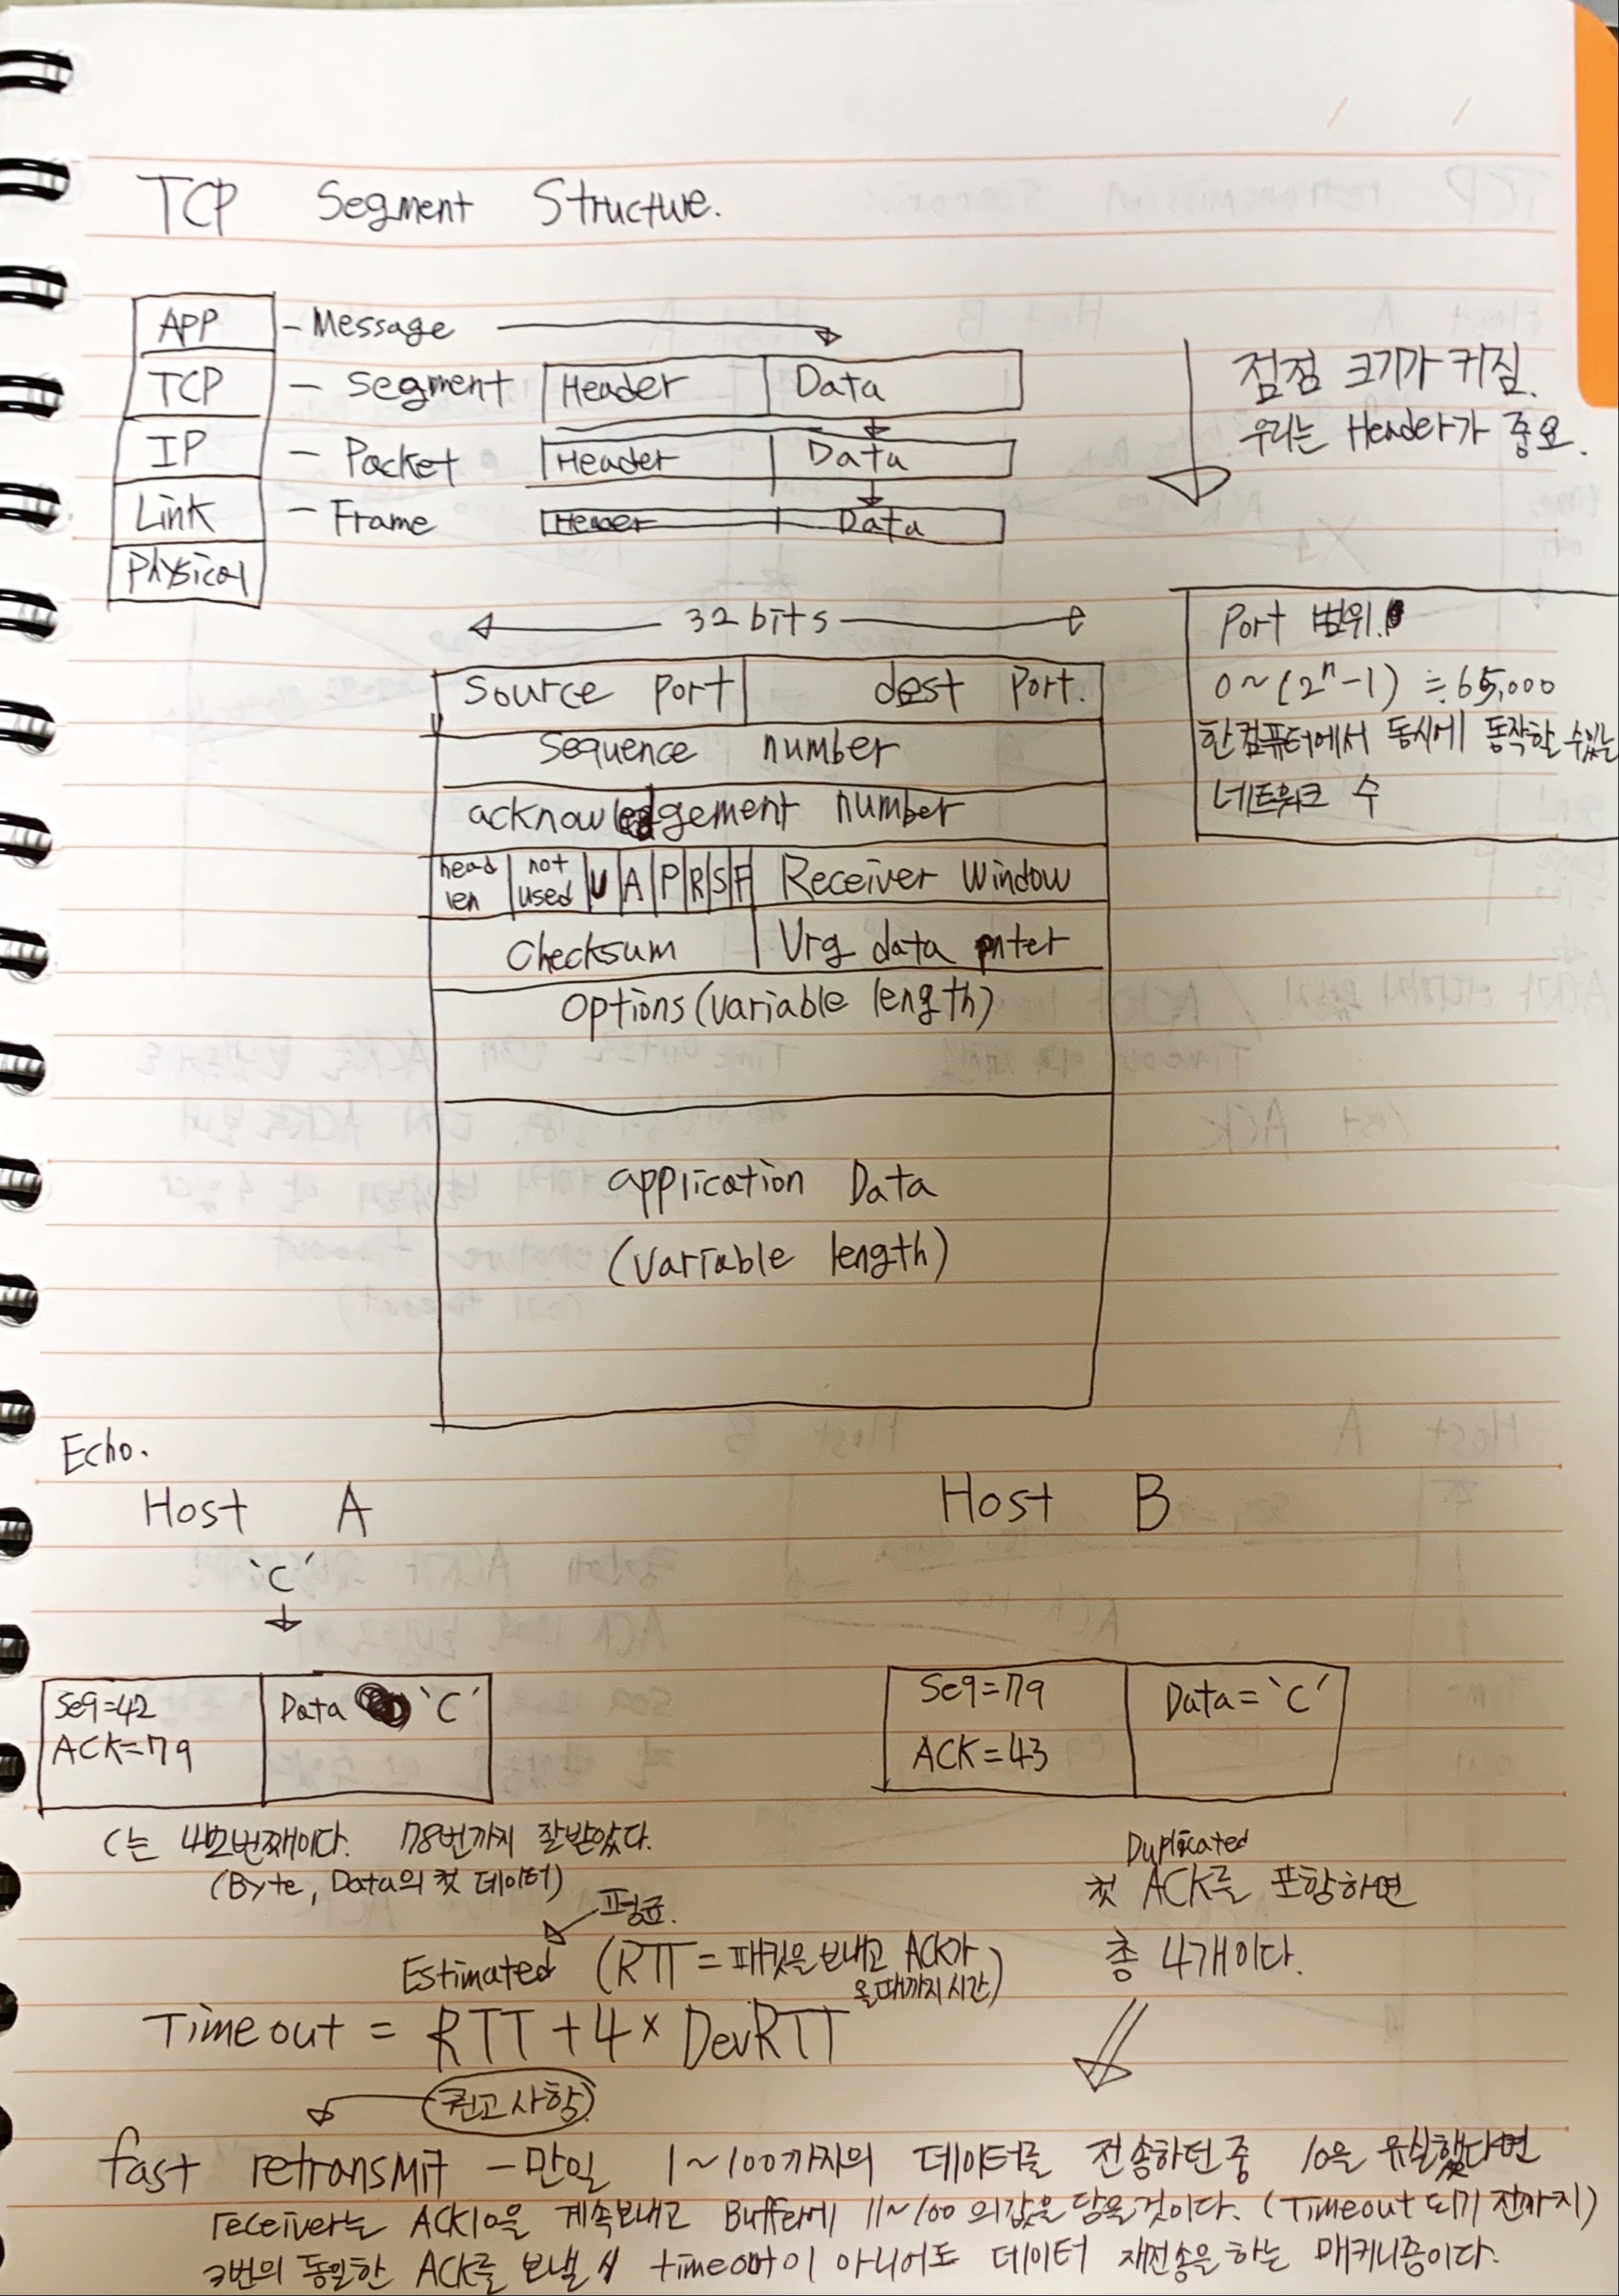 TCP Segment Structure.
APP - Message
TCP - Segment Header Data
IP - Packet Header Data
Link - Frame Header Data
Physical
점점 크기가 커짐.
우리는 Header가 중요.
32 bits
Source Port dest Port.
Sequence number
acknowledgement number
head len not used U A P R S F Receiver Window
Checksum Urg data pnter
Options (variable length)
application Data
(variable length)
Port 범위.
0~(2ⁿ-1) ≒ 65,000
한 컴퓨터에서 동시에 동작할 수있는
네트워크 수
Echo.
Host A
Host B
'C'
Seq=42 Data 'C'
ACK=79
Seq=79 Data='C'
ACK=43
C는 42번째이다. 78번까지 잘받았다.
(Byte, Data의 첫 데이터)
Duplicated
첫 ACK를 포함하면
총 4개이다.
평균.
Estimated (RTT = 패킷을 보내고 ACK가
올때까지 시간)
Timeout = RTT + 4 × DevRTT
권고사항
fast retransmit - 만일 1~100까지의 데이터를 전송하던 중 10을 유실했다면
receiver는 ACK10을 계속보내고 Buffer에 11~100의 값을 담을것이다. (Timeout 되기 전까지)
3번의 동일한 ACK를 보낼 시 timeout이 아니어도 데이터 재전송을 하는 매커니즘이다.